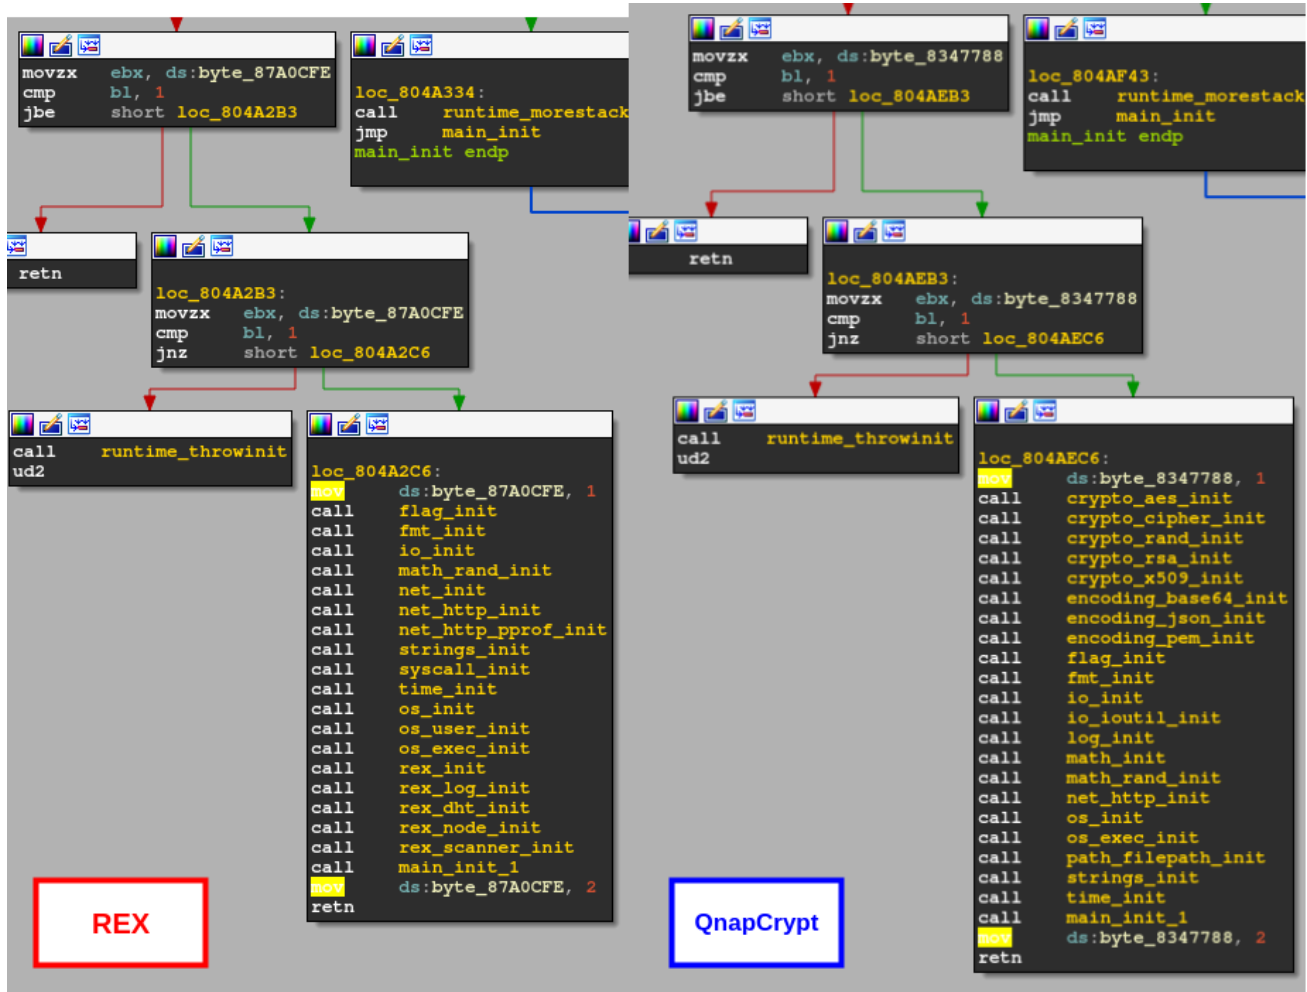 movzx ebx, ds:byte_87A0CFE
cmp bl, 1
jbe short loc_804A2B3
loc_804A334:
call runtime_morestack
jmp main_init
main_init endp
retn
loc_804A2B3:
movzx ebx, ds:byte_87A0CFE
cmp bl, 1
jnz short loc_804A2C6
call runtime_throwinit
ud2
loc_804A2C6:
mov ds:byte_87A0CFE, 1
call flag_init
call fmt_init
call io_init
call math_rand_init
call net_init
call net_http_init
call net_http_pprof_init
call strings_init
call syscall_init
call time_init
call os_init
call os_user_init
call os_exec_init
call rex_init
call rex_log_init
call rex_dht_init
call rex_node_init
call rex_scanner_init
call main_init_1
mov ds:byte_87A0CFE, 2
retn
REX
movzx ebx, ds:byte_8347788
cmp bl, 1
jbe short loc_804AEB3
loc_804AF43:
call runtime_morestack
jmp main_init
main_init endp
retn
loc_804AEB3:
movzx ebx, ds:byte_8347788
cmp bl, 1
jnz short loc_804AEC6
call runtime_throwinit
ud2
loc_804AEC6:
mov ds:byte_8347788, 1
call crypto_aes_init
call crypto_cipher_init
call crypto_rand_init
call crypto_rsa_init
call crypto_x509_init
call encoding_base64_init
call encoding_json_init
call encoding_pem_init
call flag_init
call fmt_init
call io_init
call io_ioutil_init
call log_init
call math_init
call math_rand_init
call net_http_init
call os_init
call os_exec_init
call path_filepath_init
call strings_init
call time_init
call main_init_1
mov ds:byte_8347788, 2
retn
QnapCrypt